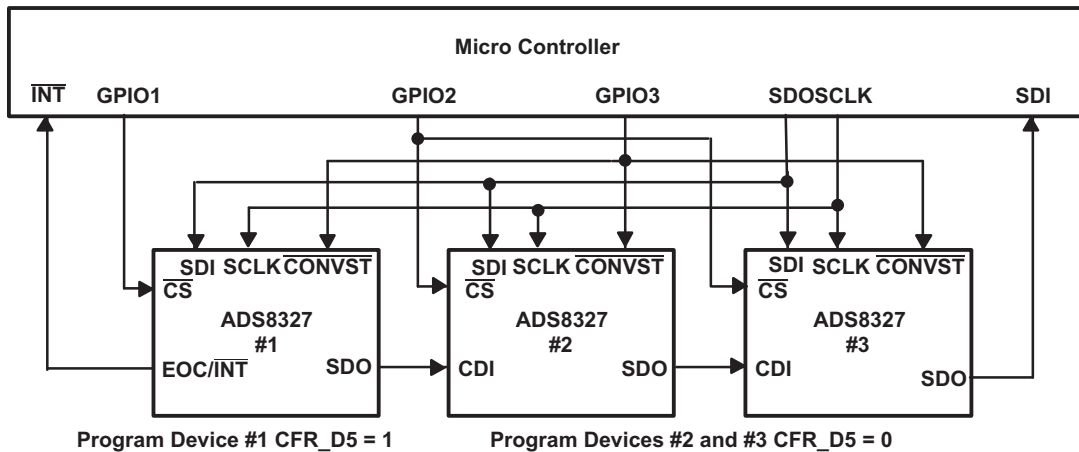 Micro Controller
INT GPIO1 GPIO2 GPIO3 SDOSCLK SDI
SDI SCLK CONVST
CS
ADS8327
#1
EOC/INT SDO
SDI SCLK CONVST
CS
ADS8327
#2
CDI SDO
SDI SCLK CONVST
CS
ADS8327
#3
CDI SDO
Program Device #1 CFR_D5 = 1
Program Devices #2 and #3 CFR_D5 = 0